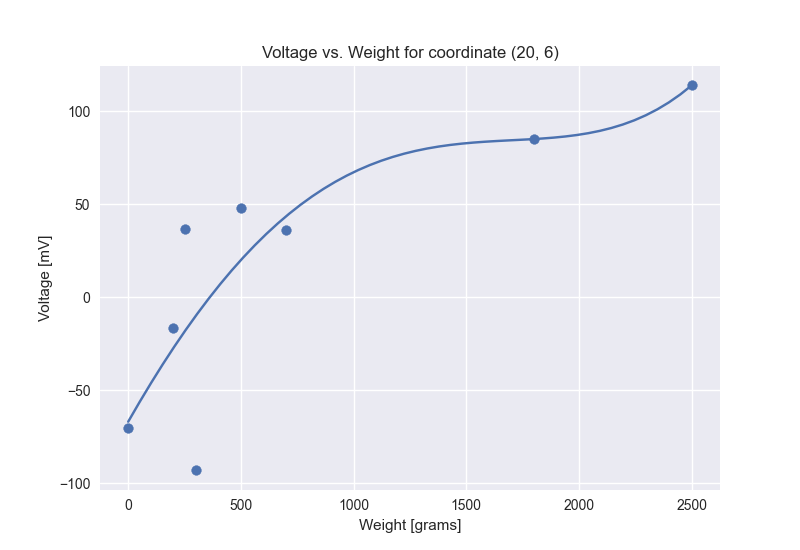 Voltage vs. Weight for coordinate (20, 6)
100
50
0
−50
−100
Voltage [mV]
0 500 1000 1500 2000 2500
Weight [grams]